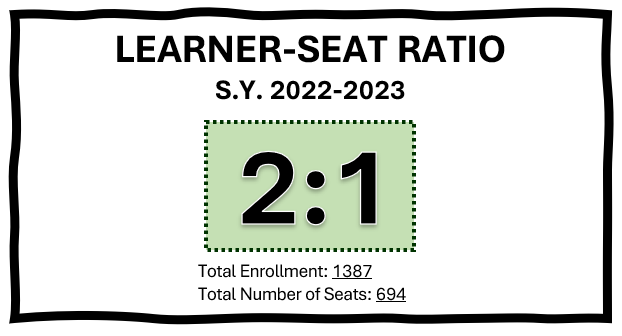 LEARNER-SEAT RATIO
S.Y. 2022-2023
2:1
Total Enrollment: 1387
Total Number of Seats: 694